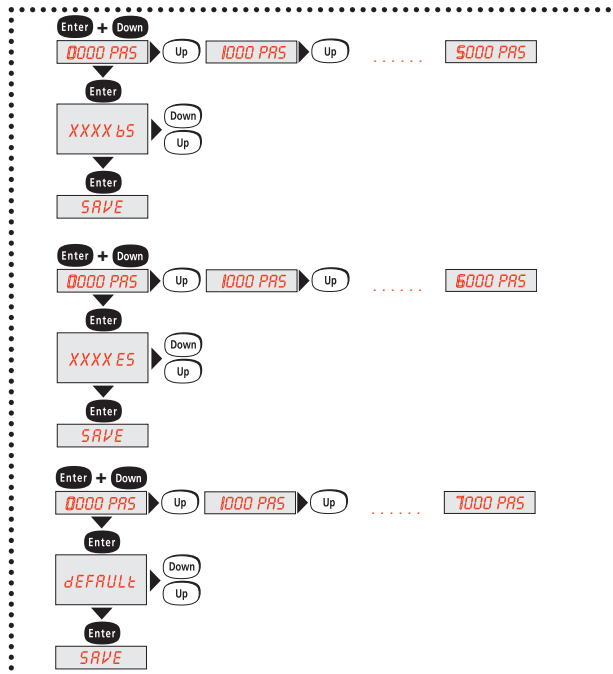 Enter + Down
0000 PAS Up 1000 PAS Up ...... 5000 PAS
Enter
XXXX bS Down
Up
Enter
SAVE
Enter + Down
0000 PAS Up 1000 PAS Up ...... 6000 PAS
Enter
XXXX ES Down
Up
Enter
SAVE
Enter + Down
0000 PAS Up 1000 PAS Up ...... 7000 PAS
Enter
dEFAULt Down
Up
Enter
SAVE